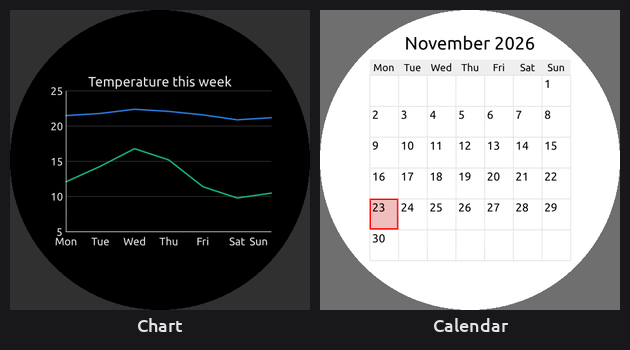 Temperature this week
25
20
15
10
5
Mon Tue Wed Thu Fri Sat Sun
Chart
November 2026
Mon Tue Wed Thu Fri Sat Sun
1
2 3 4 5 6 7 8
9 10 11 12 13 14 15
16 17 18 19 20 21 22
23 24 25 26 27 28 29
30
Calendar